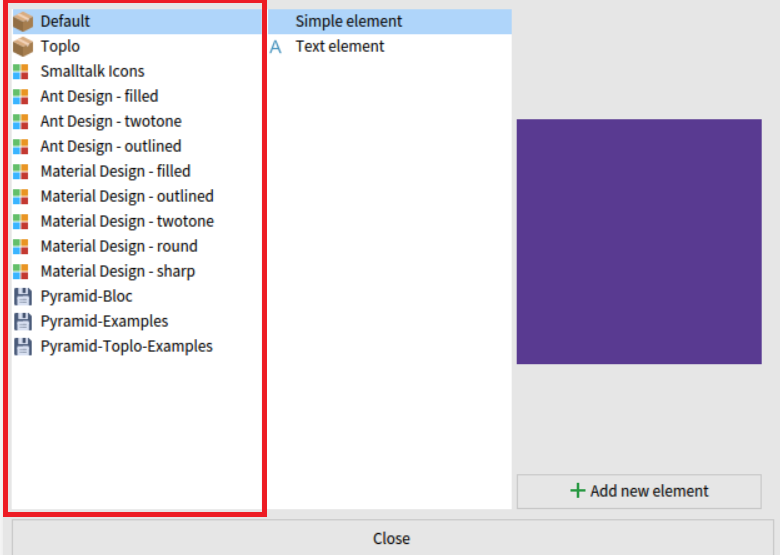 Default
Toplo
Smalltalk Icons
Ant Design - filled
Ant Design - twotone
Ant Design - outlined
Material Design - filled
Material Design - outlined
Material Design - twotone
Material Design - round
Material Design - sharp
Pyramid-Bloc
Pyramid-Examples
Pyramid-Toplo-Examples
Simple element
A Text element
Add new element
Close